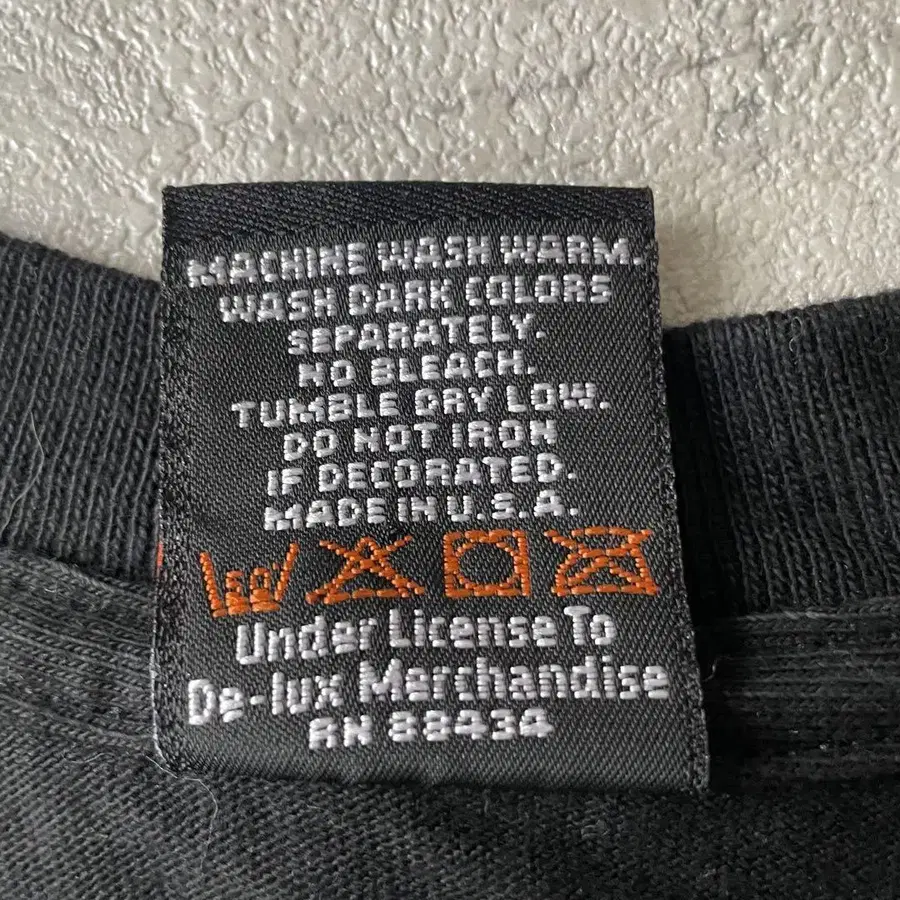 MACHINE WASH WARM.
WASH DARK COLORS
SEPARATELY.
NO BLEACH.
TUMBLE DRY LOW.
DO NOT IRON
IF DECORATED.
MADE IN U.S.A.
Under License To
De-lux Merchandise
RN 88434